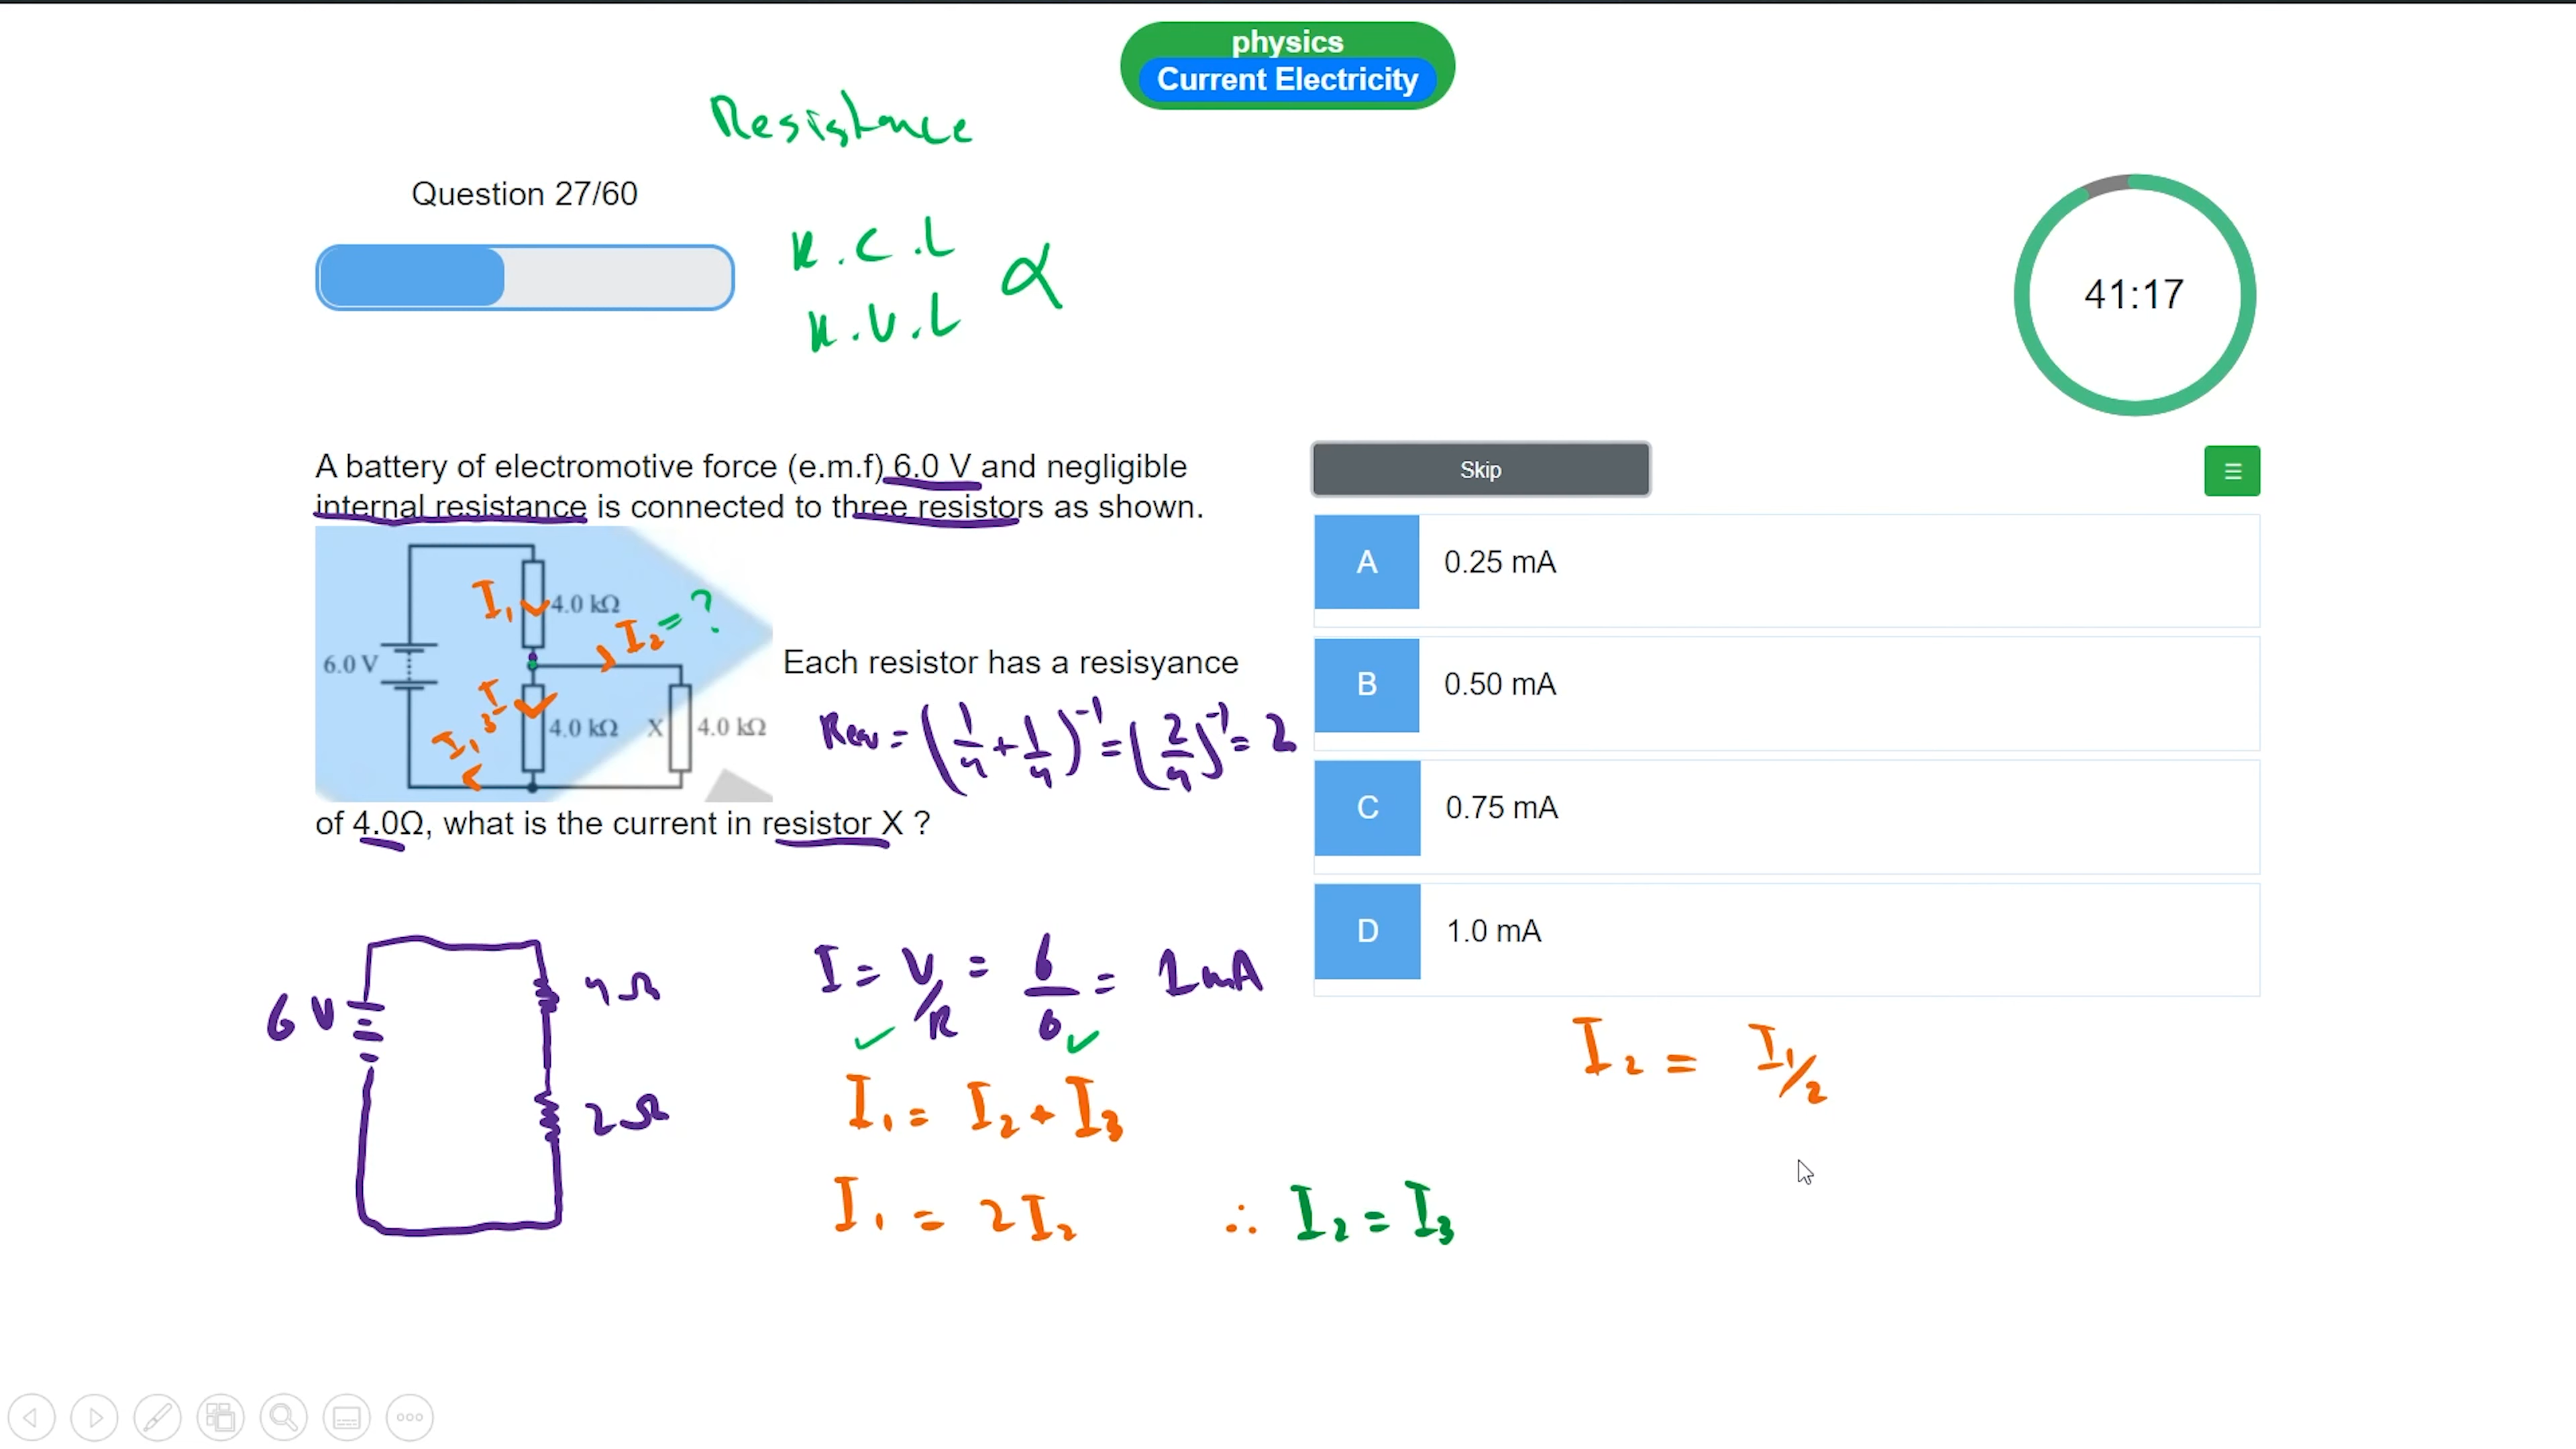 physics
Current Electricity
Resistance
Question 27/60
K.C.L
K.V.L
α
41:17
A battery of electromotive force (e.m.f) 6.0 V and negligible
internal resistance is connected to three resistors as shown.
Skip
☰
A 0.25 mA
B 0.50 mA
C 0.75 mA
D 1.0 mA
I₁ 4.0 kΩ
I₂ = ?
6.0 V
I₃
4.0 kΩ X 4.0 kΩ
I₁
Each resistor has a resisyance
Req = (1/4 + 1/4)⁻¹ = (2/4)⁻¹ = 2
of 4.0Ω, what is the current in resistor X ?
6 V
4Ω
2Ω
I = V/R = 6/6 = 1mA
I₁ = I₂ + I₃
I₁ = 2I₂ ∴ I₂ = I₃
I₂ = I₁/2